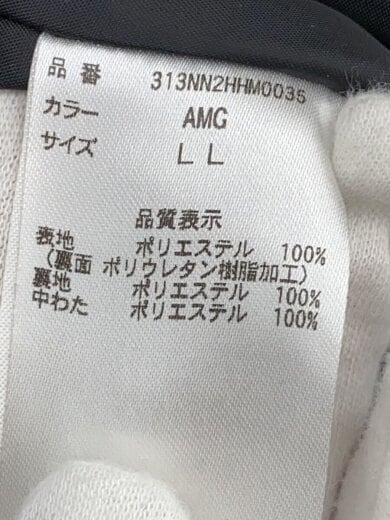 品番 313NN2HHM0035
カラー AMG
サイズ LL
品質表示
表地 ポリエステル 100%
(裏面 ポリウレタン樹脂加工)
裏地 ポリエステル 100%
中わた ポリエステル 100%